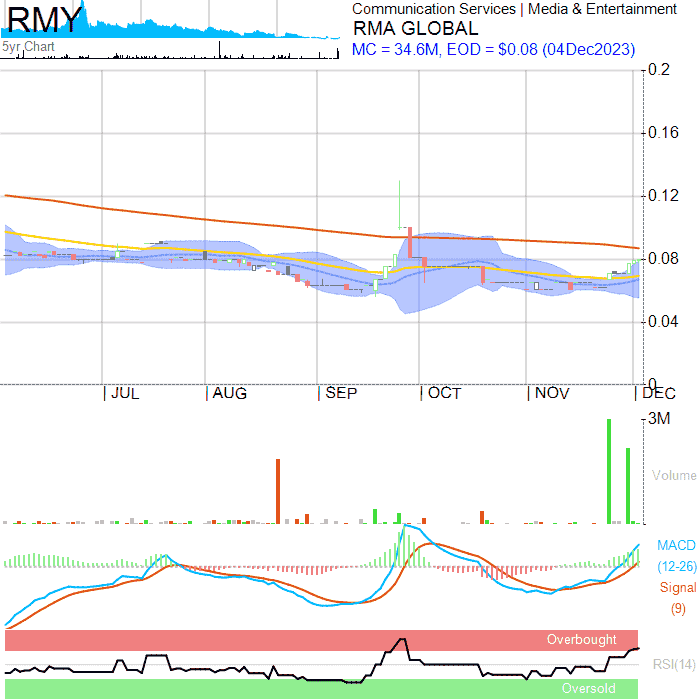 RMY
Communication Services | Media & Entertainment
RMA GLOBAL
5yr Chart
MC = 34.6M, EOD = $0.08 (04Dec2023)
0.2
0.16
0.12
0.08
0.04
0
JUL AUG SEP OCT NOV DEC
3M
Volume
MACD
(12-26)
Signal
(9)
Overbought
RSI(14)
Oversold